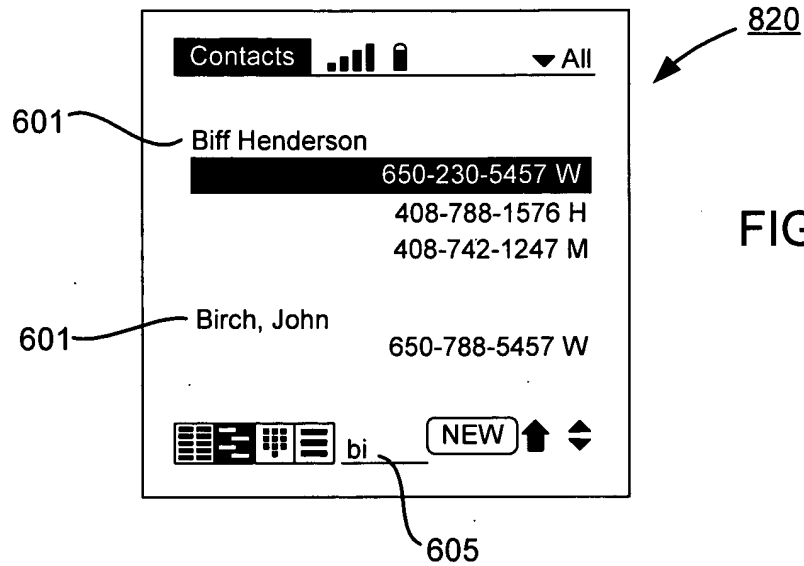 820
Contacts All
601
Biff Henderson
650-230-5457 W
408-788-1576 H
408-742-1247 M
FIG
Birch, John
601
650-788-5457 W
bi NEW
605